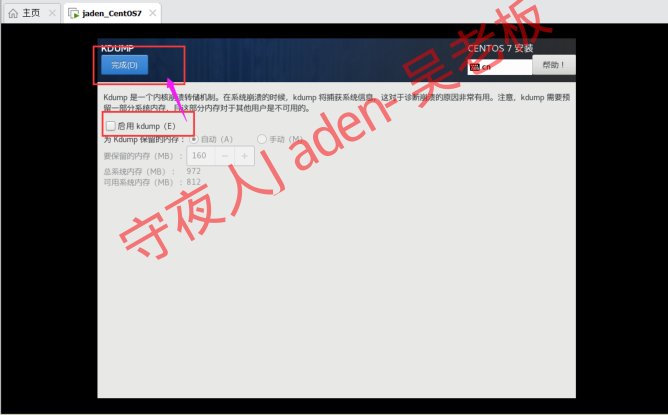 主页
jaden_CentOS7
KDUMP
CENTOS 7 安装
完成(D)
cn
帮助！
Kdump 是一个内核崩溃转储机制。在系统崩溃的时候，kdump 将捕获系统信息，这对于诊断崩溃的原因非常有用。注意，kdump 需要预
留一部分系统内存，且这部分内存对于其他用户是不可用的。
启用 kdump（E）
为 Kdump 保留的内存：
自动（A）
手动（M）
要保留的内存（MB）：
160
－
＋
总系统内存（MB）：
972
可用系统内存（MB）：
812
守夜人Jaden-吴老板